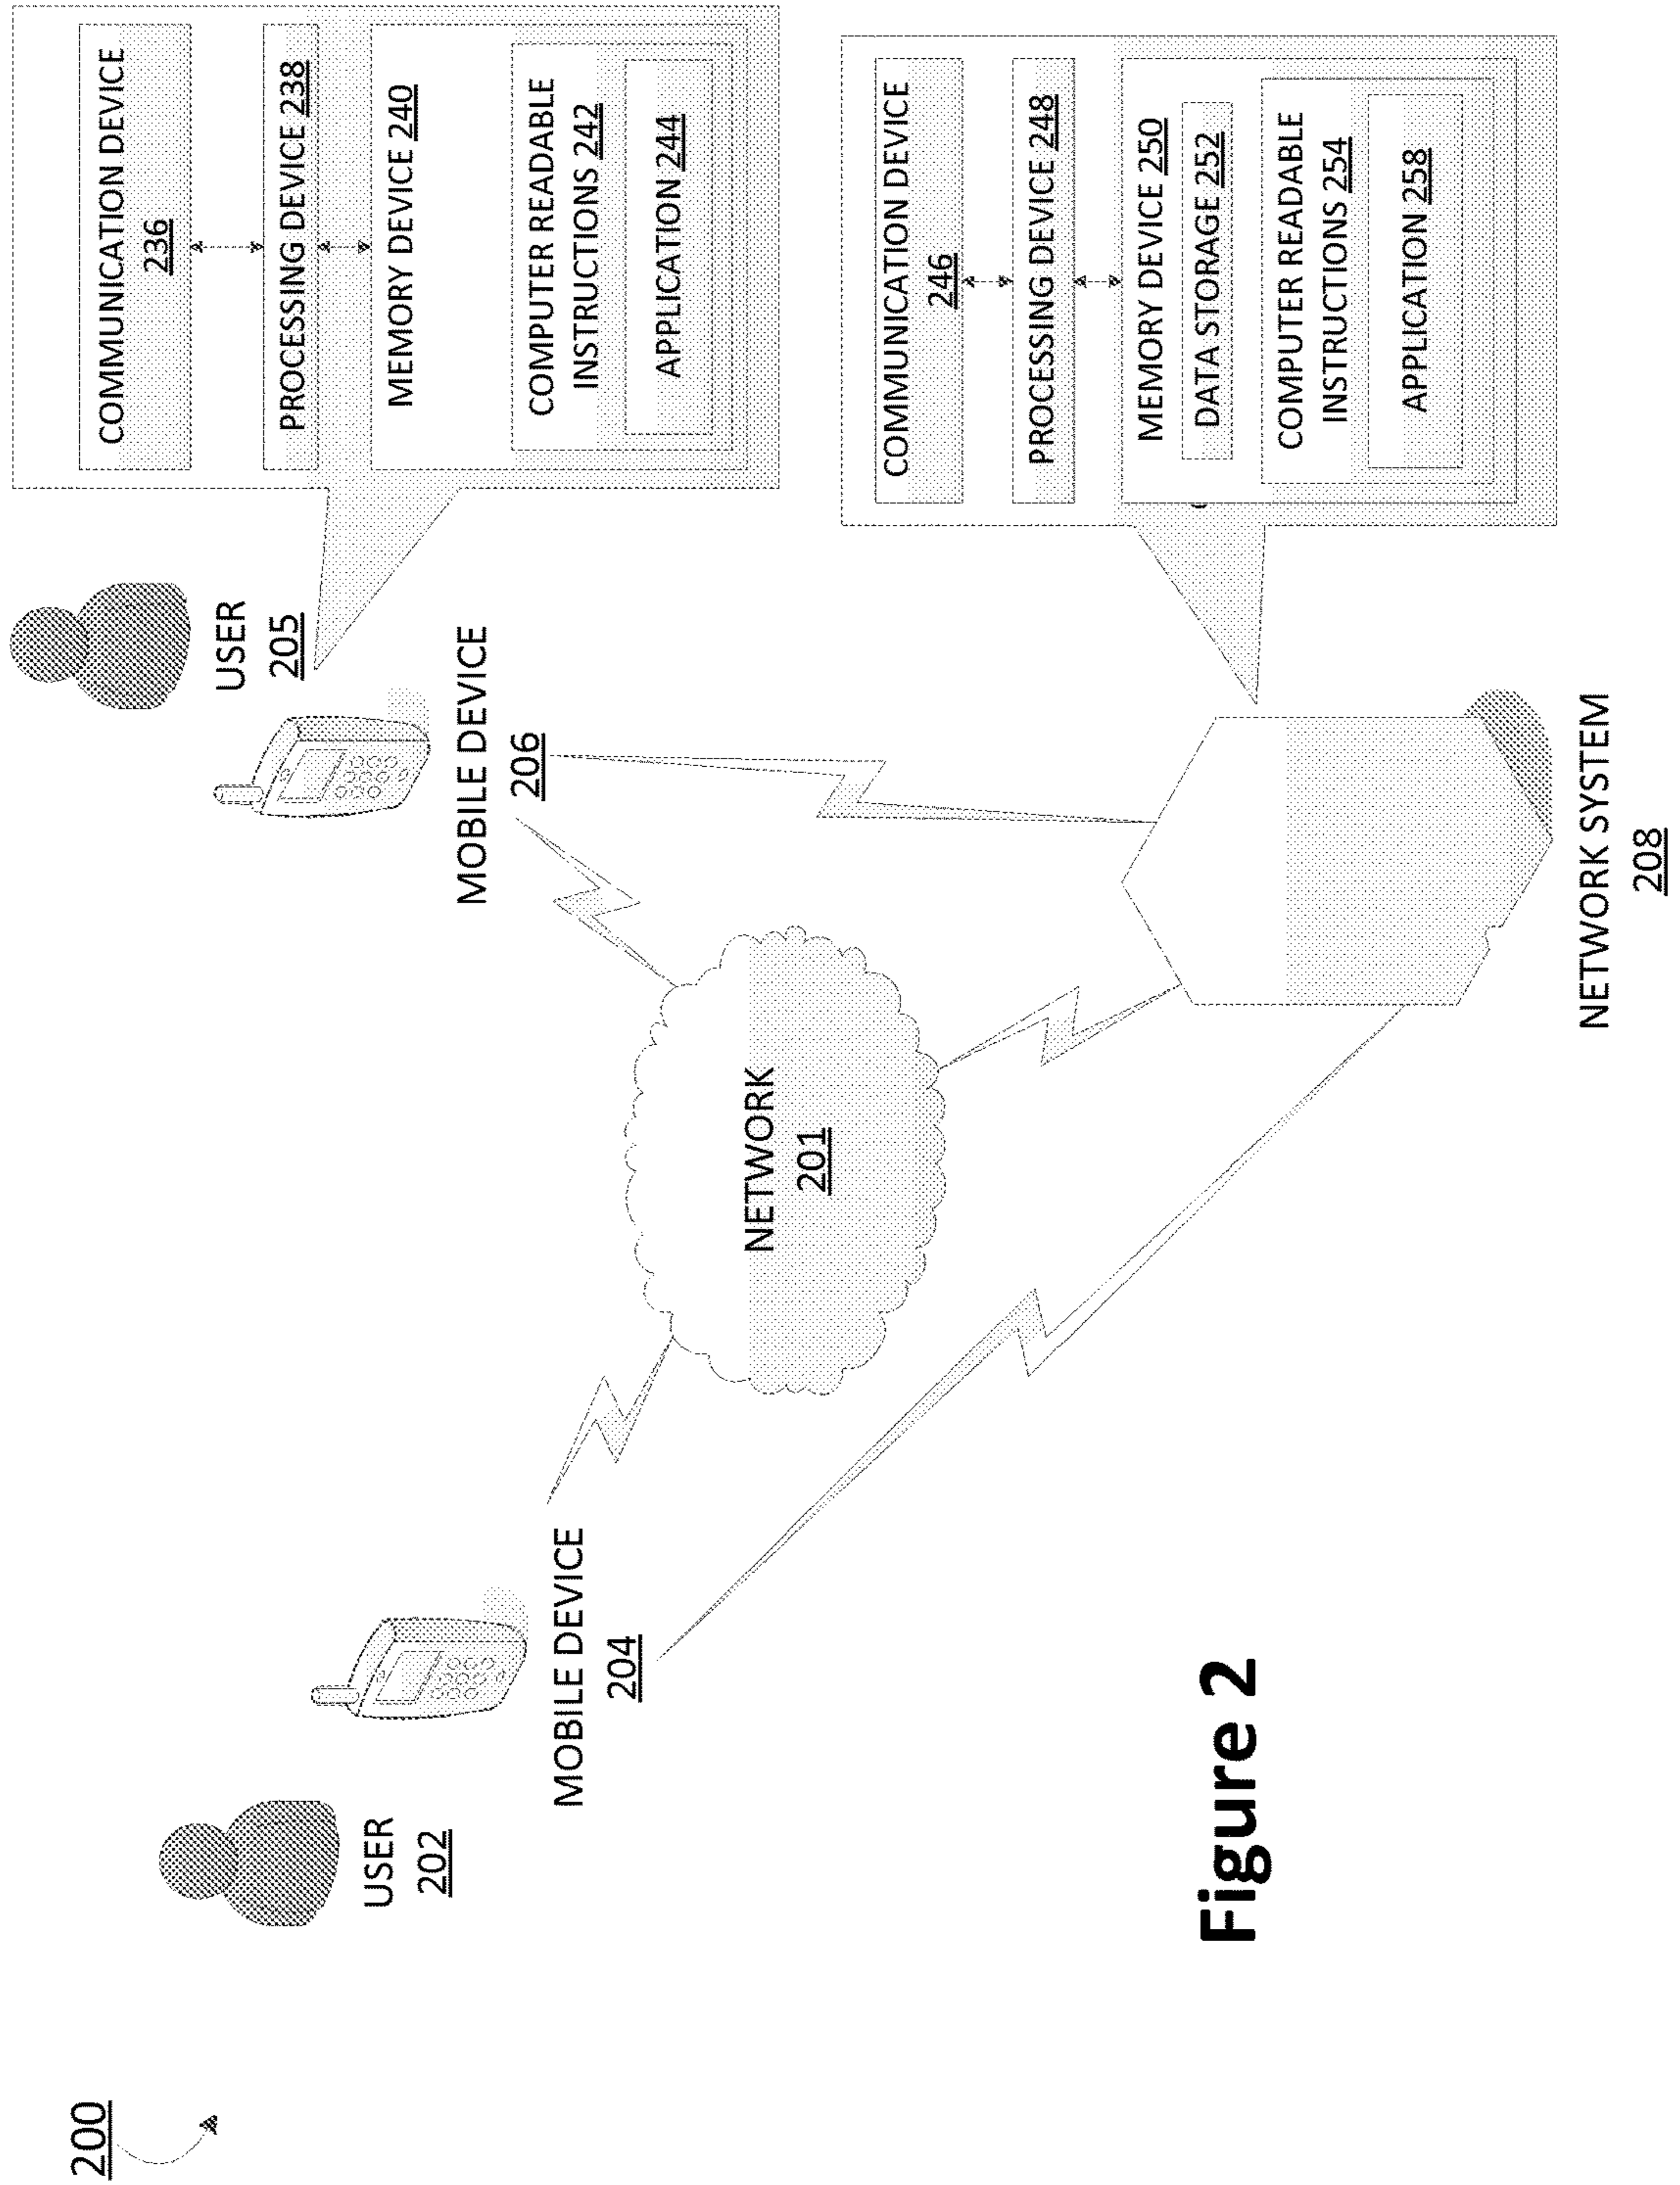 200
USER
202
MOBILE DEVICE
204
USER
205
MOBILE DEVICE
206
NETWORK
201
NETWORK SYSTEM
208
COMMUNICATION DEVICE
236
PROCESSING DEVICE 238
MEMORY DEVICE 240
COMPUTER READABLE
INSTRUCTIONS 242
APPLICATION 244
COMMUNICATION DEVICE
246
PROCESSING DEVICE 248
MEMORY DEVICE 250
DATA STORAGE 252
COMPUTER READABLE
INSTRUCTIONS 254
APPLICATION 258
Figure 2